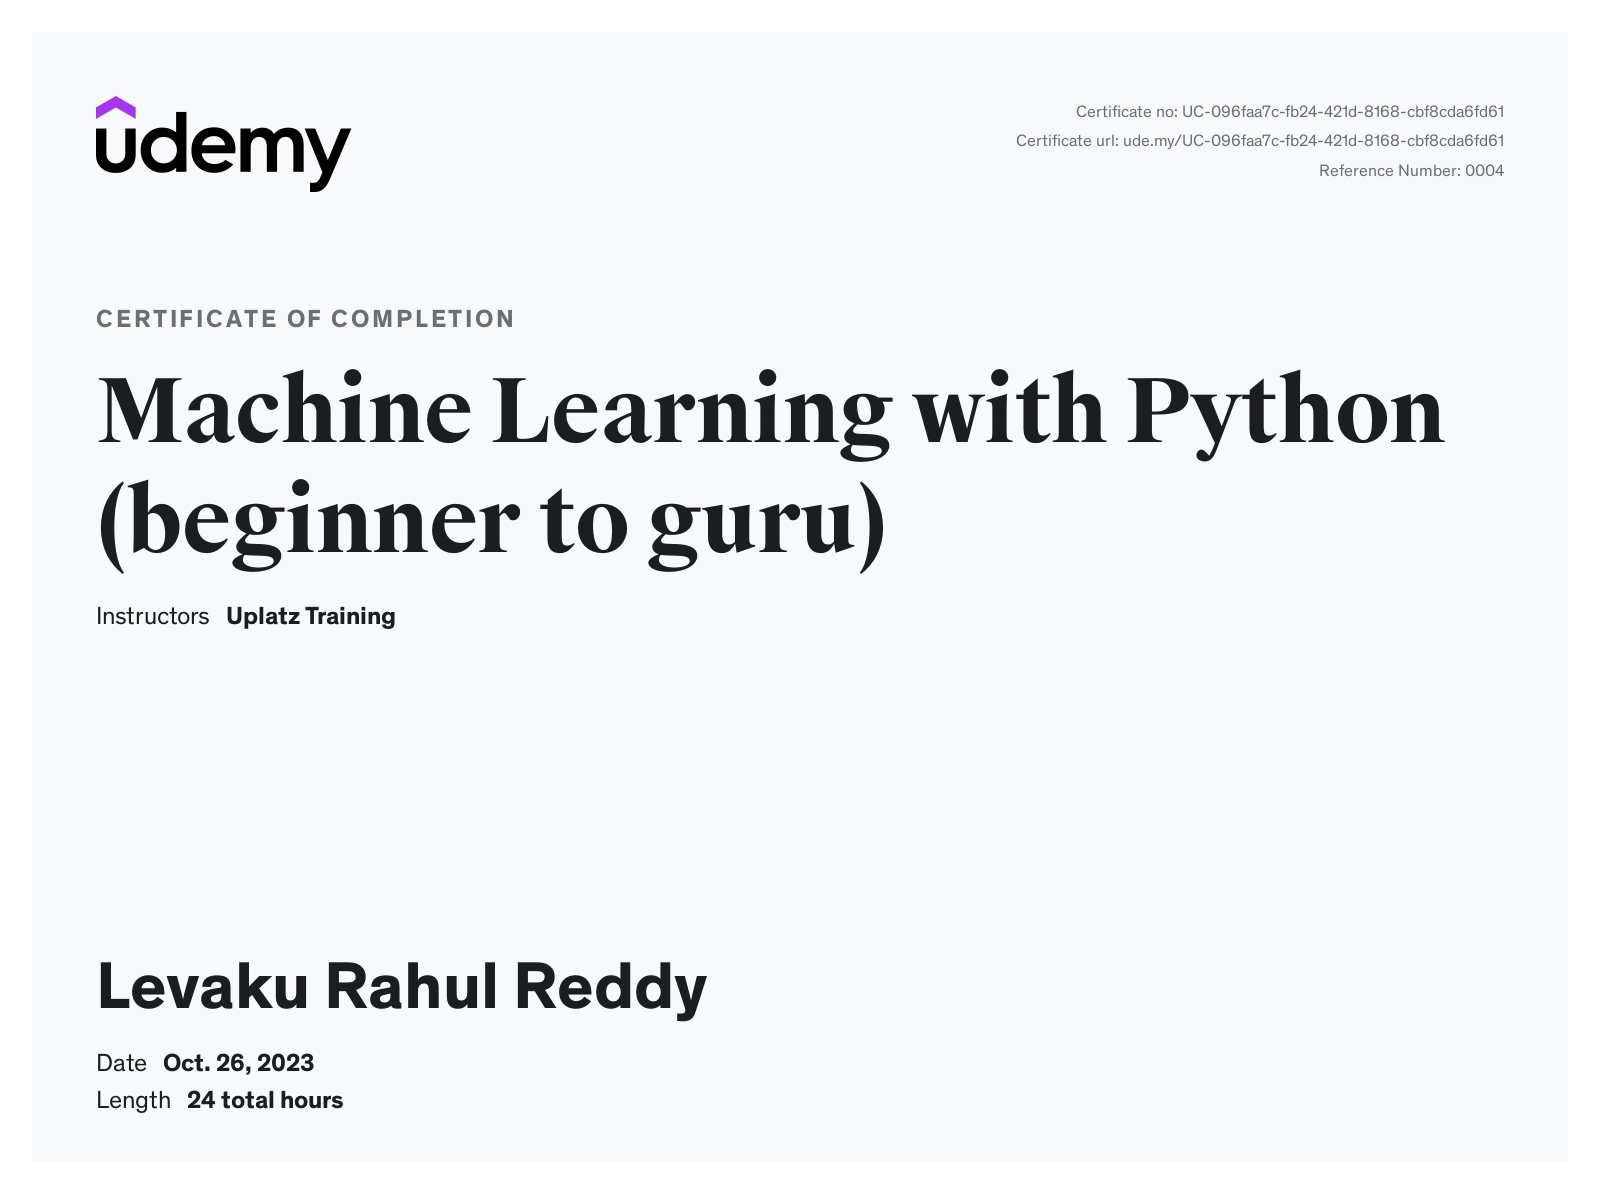 udemy
Certificate no: UC-096faa7c-fb24-421d-8168-cbf8cda6fd61
Certificate url: ude.my/UC-096faa7c-fb24-421d-8168-cbf8cda6fd61
Reference Number: 0004
CERTIFICATE OF COMPLETION
Machine Learning with Python
(beginner to guru)
Instructors Uplatz Training
Levaku Rahul Reddy
Date Oct. 26, 2023
Length 24 total hours